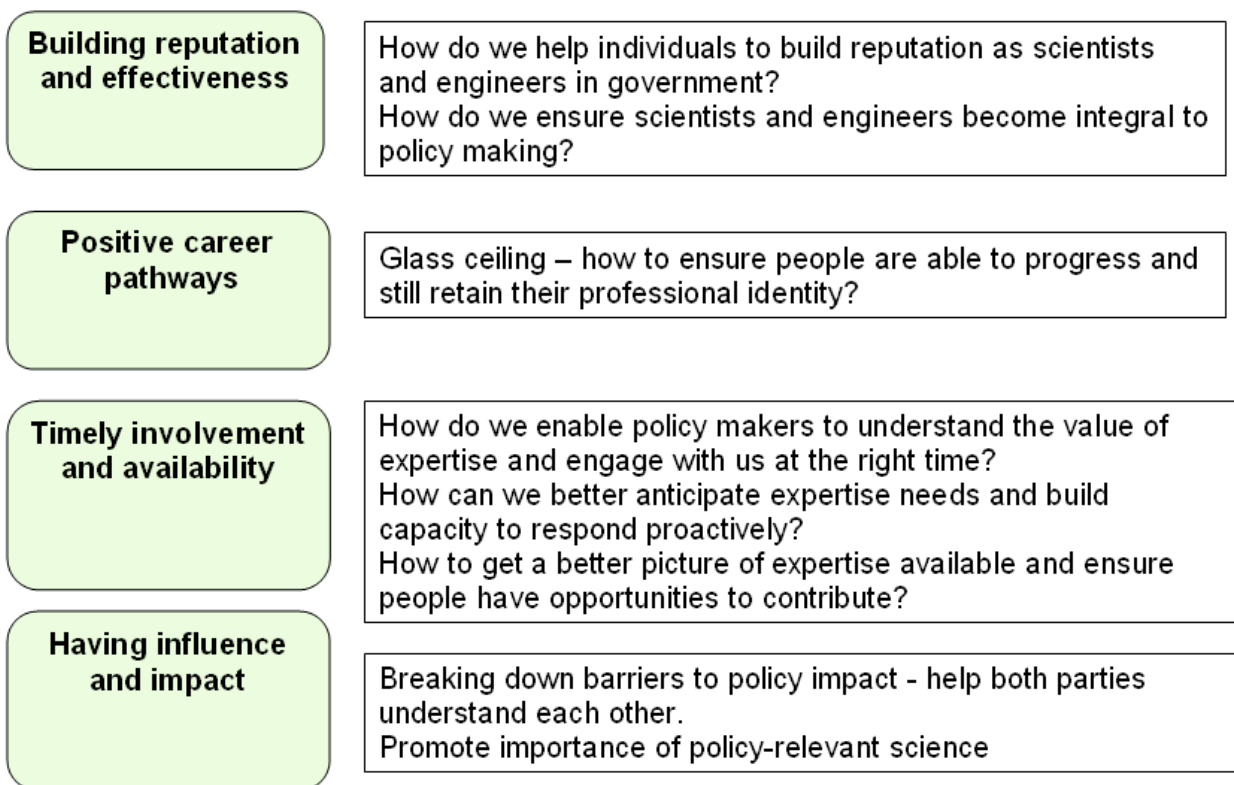 Building reputation
and effectiveness
How do we help individuals to build reputation as scientists
and engineers in government?
How do we ensure scientists and engineers become integral to
policy making?
Positive career
pathways
Glass ceiling – how to ensure people are able to progress and
still retain their professional identity?
Timely involvement
and availability
How do we enable policy makers to understand the value of
expertise and engage with us at the right time?
How can we better anticipate expertise needs and build
capacity to respond proactively?
How to get a better picture of expertise available and ensure
people have opportunities to contribute?
Having influence
and impact
Breaking down barriers to policy impact - help both parties
understand each other.
Promote importance of policy-relevant science